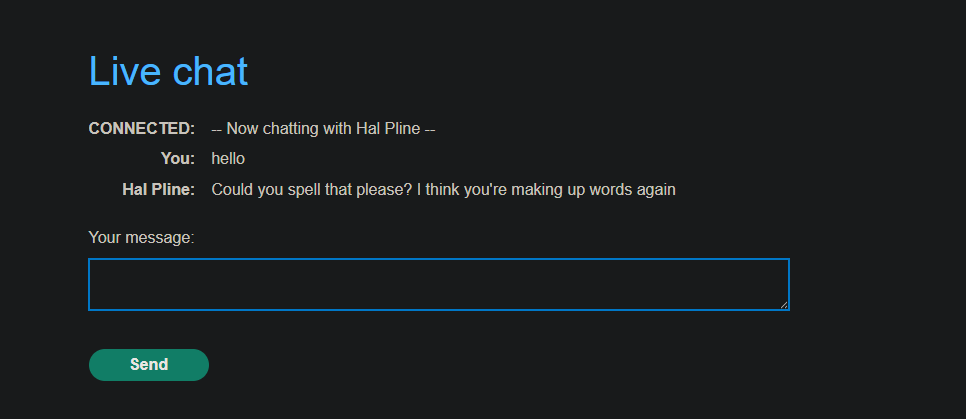 Live chat
CONNECTED: -- Now chatting with Hal Pline --
You: hello
Hal Pline: Could you spell that please? I think you're making up words again
Your message:
Send